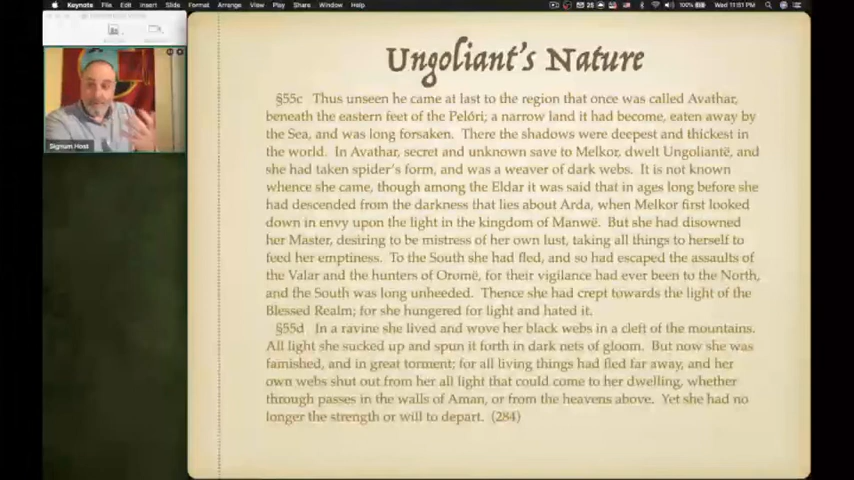 Keynote File Edit Insert Slide Format Arrange View Play Share Window Help
25 100% Wed 11:51 PM
Signum Host
Ungoliant's Nature
§55c Thus unseen he came at last to the region that once was called Avathar,
beneath the eastern feet of the Pelóri; a narrow land it had become, eaten away by
the Sea, and was long forsaken. There the shadows were deepest and thickest in
the world. In Avathar, secret and unknown save to Melkor, dwelt Ungoliantë, and
she had taken spider's form, and was a weaver of dark webs. It is not known
whence she came, though among the Eldar it was said that in ages long before she
had descended from the darkness that lies about Arda, when Melkor first looked
down in envy upon the light in the kingdom of Manwë. But she had disowned
her Master, desiring to be mistress of her own lust, taking all things to herself to
feed her emptiness. To the South she had fled, and so had escaped the assaults of
the Valar and the hunters of Oromë, for their vigilance had ever been to the North,
and the South was long unheeded. Thence she had crept towards the light of the
Blessed Realm; for she hungered for light and hated it.
§55d In a ravine she lived and wove her black webs in a cleft of the mountains.
All light she sucked up and spun it forth in dark nets of gloom. But now she was
famished, and in great torment; for all living things had fled far away, and her
own webs shut out from her all light that could come to her dwelling, whether
through passes in the walls of Aman, or from the heavens above. Yet she had no
longer the strength or will to depart. (284)